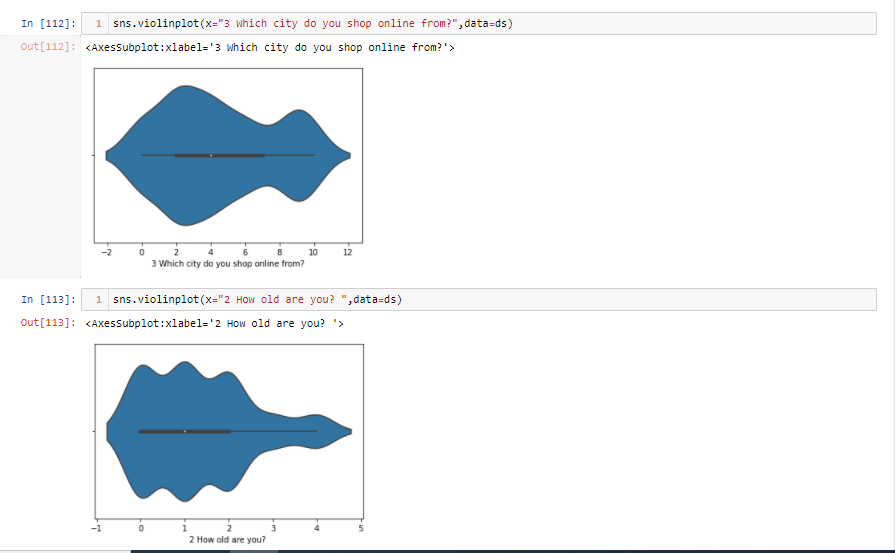 In [112]: 1 sns.violinplot(x="3 Which city do you shop online from?",data=ds)
Out[112]: <AxesSubplot:xlabel='3 Which city do you shop online from?'>
−2 0 2 4 6 8 10 12
3 Which city do you shop online from?
In [113]: 1 sns.violinplot(x="2 How old are you? ",data=ds)
Out[113]: <AxesSubplot:xlabel='2 How old are you? '>
−1 0 1 2 3 4 5
2 How old are you?